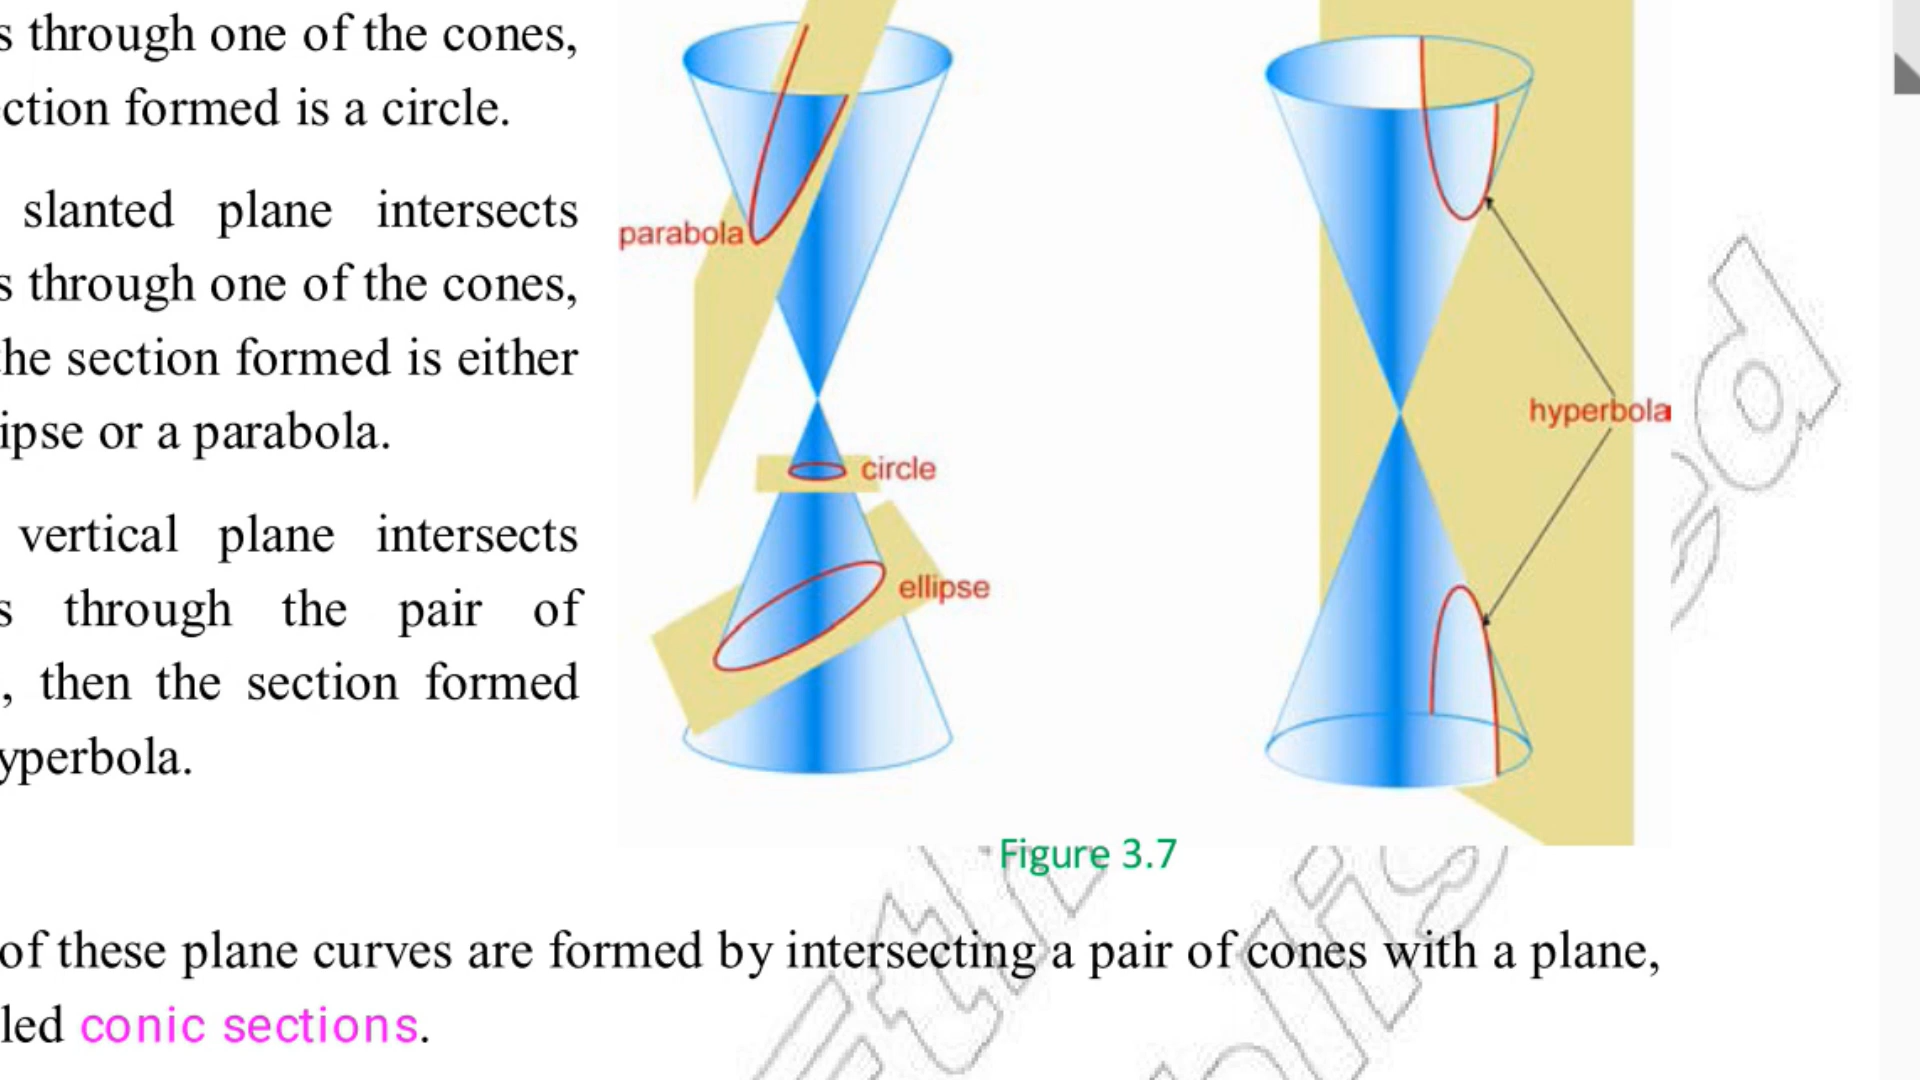 s through one of the cones,
ction formed is a circle.
slanted plane intersects
s through one of the cones,
the section formed is either
ipse or a parabola.
vertical plane intersects
s through the pair of
, then the section formed
yperbola.
parabola
circle
ellipse
hyperbola
Figure 3.7
of these plane curves are formed by intersecting a pair of cones with a plane,
led conic sections.